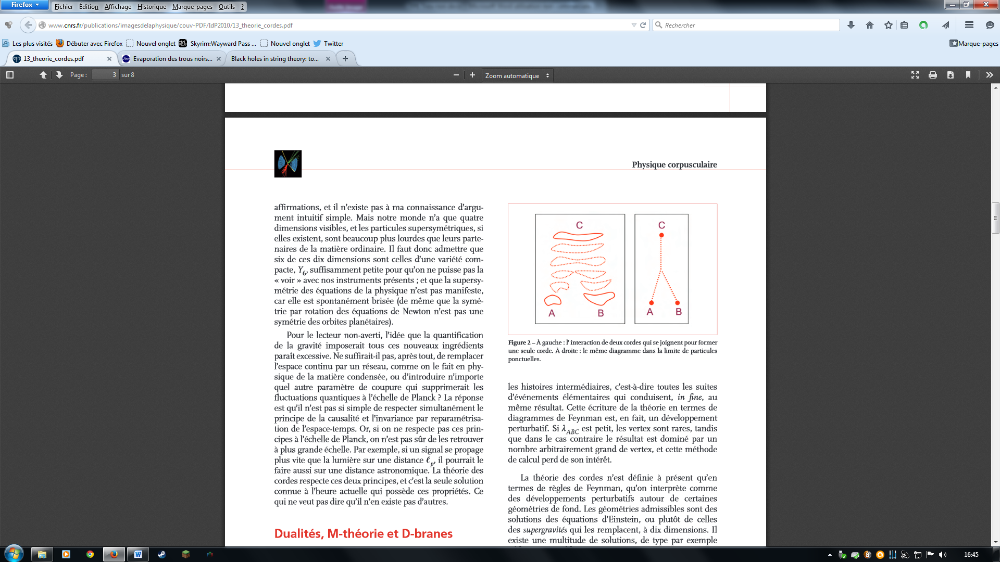 Firefox
Fichier Édition Affichage Historique Marque-pages Outils ?
www.cnrs.fr/publications/imagesdelaphysique/couv-PDF/IdP2010/13_theorie_cordes.pdf
Rechercher
Les plus visités Débuter avec Firefox Nouvel onglet Skyrim:Wayward Pass ... Nouvel onglet Twitter Marque-pages
13_theorie_cordes.pdf Evaporation des trous noirs... Black holes in string theory: to...
Page : 3 sur 8 Zoom automatique
Physique corpusculaire
affirmations, et il n'existe pas à ma connaissance d'argu-
ment intuitif simple. Mais notre monde n'a que quatre
dimensions visibles, et les particules supersymétriques, si
elles existent, sont beaucoup plus lourdes que leurs parte-
naires de la matière ordinaire. Il faut donc admettre que
six de ces dix dimensions sont celles d'une variété com-
pacte, Y6, suffisamment petite pour qu'on ne puisse pas la
« voir » avec nos instruments présents ; et que la supersy-
métrie des équations de la physique n'est pas manifeste,
car elle est spontanément brisée (de même que la symé-
trie par rotation des équations de Newton n'est pas une
symétrie des orbites planétaires).
Pour le lecteur non-averti, l'idée que la quantification
de la gravité imposerait tous ces nouveaux ingrédients
paraît excessive. Ne suffirait-il pas, après tout, de remplacer
l'espace continu par un réseau, comme on le fait en phy-
sique de la matière condensée, ou d'introduire n'importe
quel autre paramètre de coupure qui supprimerait les
fluctuations quantiques à l'échelle de Planck ? La réponse
est qu'il n'est pas si simple de respecter simultanément le
principe de la causalité et l'invariance par reparamétrisa-
tion de l'espace-temps. Or, si on ne respecte pas ces prin-
cipes à l'échelle de Planck, on n'est pas sûr de les retrouver
à plus grande échelle. Par exemple, si un signal se propage
plus vite que la lumière sur une distance ℓp, il pourrait le
faire aussi sur une distance astronomique. La théorie des
cordes respecte ces deux principes, et c'est la seule solution
connue à l'heure actuelle qui possède ces propriétés. Ce
qui ne veut pas dire qu'il n'en existe pas d'autres.
Dualités, M-théorie et D-branes
C C
A B A B
Figure 2 – À gauche : l' interaction de deux cordes qui se joignent pour former
une seule corde. À droite : le même diagramme dans la limite de particules
ponctuelles.
les histoires intermédiaires, c'est-à-dire toutes les suites
d'événements élémentaires qui conduisent, in fine, au
même résultat. Cette écriture de la théorie en termes de
diagrammes de Feynman est, en fait, un développement
perturbatif. Si λABC est petit, les vertex sont rares, tandis
que dans le cas contraire le résultat est dominé par un
nombre arbitrairement grand de vertex, et cette méthode
de calcul perd de son intérêt.
La théorie des cordes n'est définie à présent qu'en
termes de règles de Feynman, qu'on interprète comme
des développements perturbatifs autour de certaines
géométries de fond. Les géométries admissibles sont des
solutions des équations d'Einstein, ou plutôt de celles
des supergravités qui les remplacent, à dix dimensions. Il
existe une multitude de solutions, de type par exemple
16:45